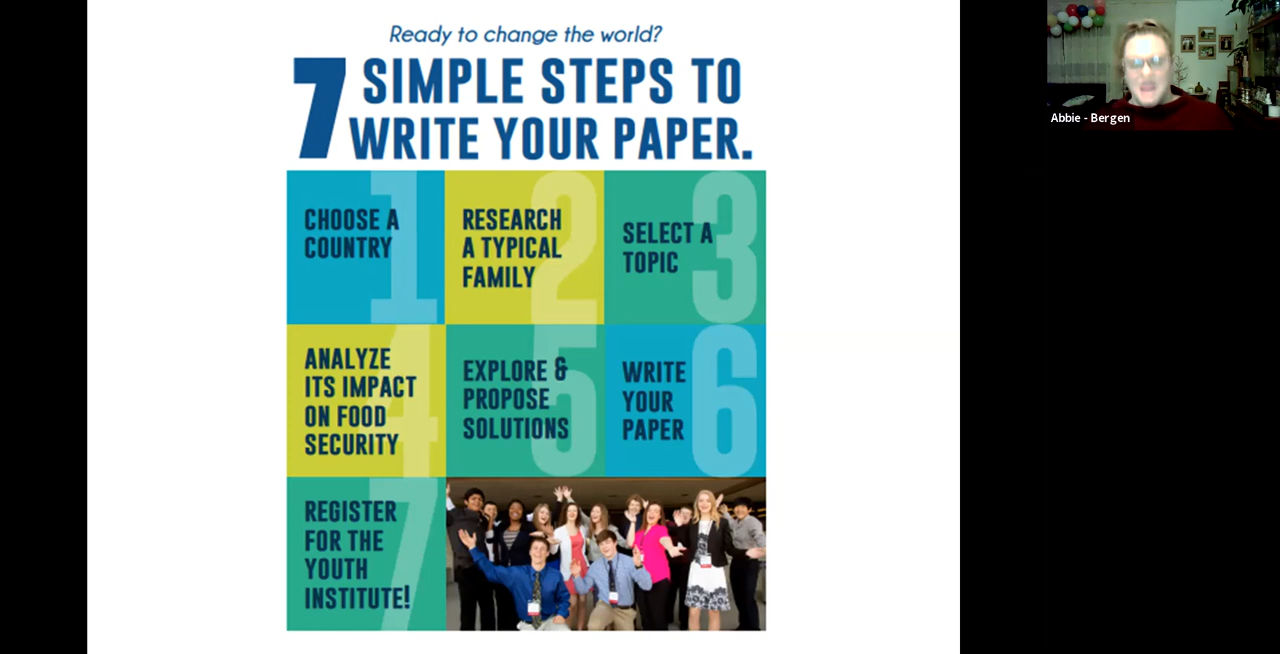 Ready to change the world?
7 SIMPLE STEPS TO
WRITE YOUR PAPER.
1
CHOOSE A
COUNTRY
2
RESEARCH
A TYPICAL
FAMILY
3
SELECT A
TOPIC
4
ANALYZE
ITS IMPACT
ON FOOD
SECURITY
5
EXPLORE &
PROPOSE
SOLUTIONS
6
WRITE
YOUR
PAPER
7
REGISTER
FOR THE
YOUTH
INSTITUTE!
Abbie - Bergen